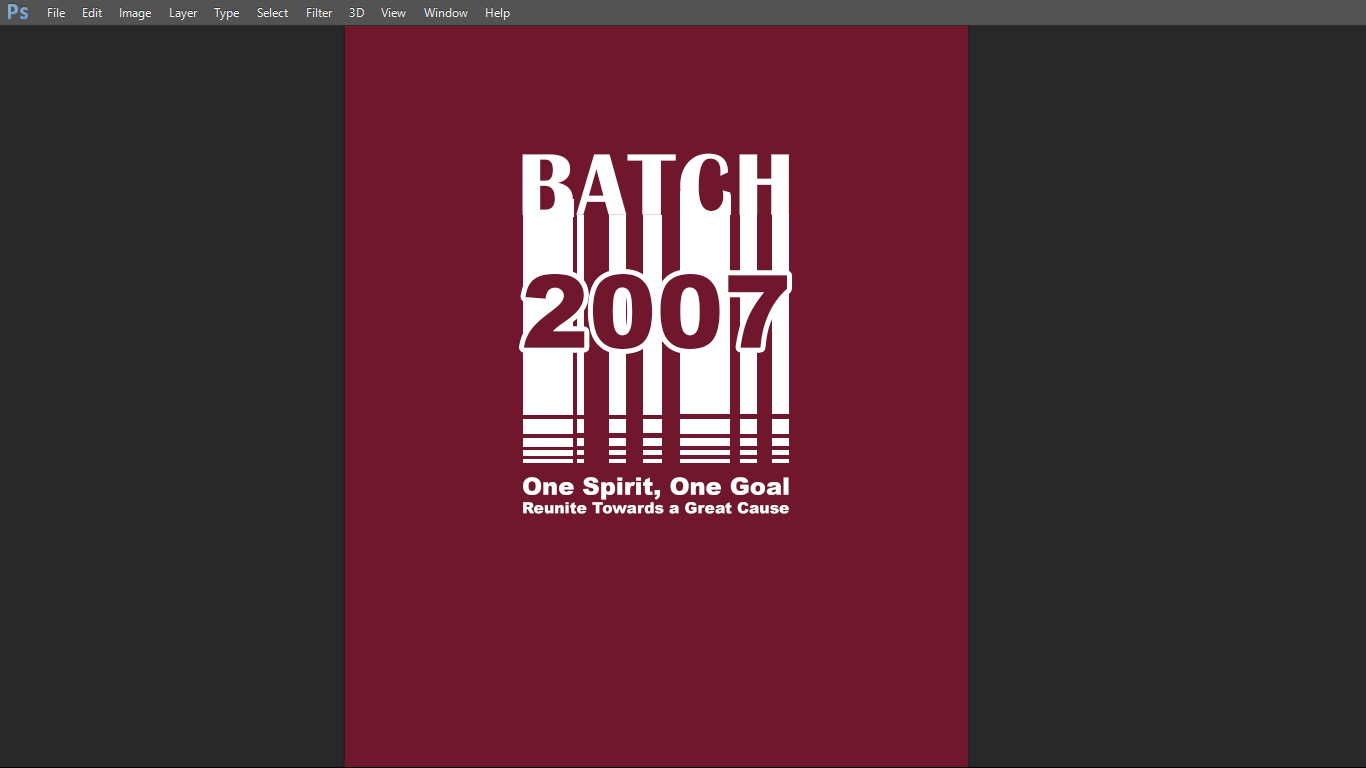 Ps File Edit Image Layer Type Select Filter 3D View Window Help
BATCH
2007
One Spirit, One Goal
Reunite Towards a Great Cause